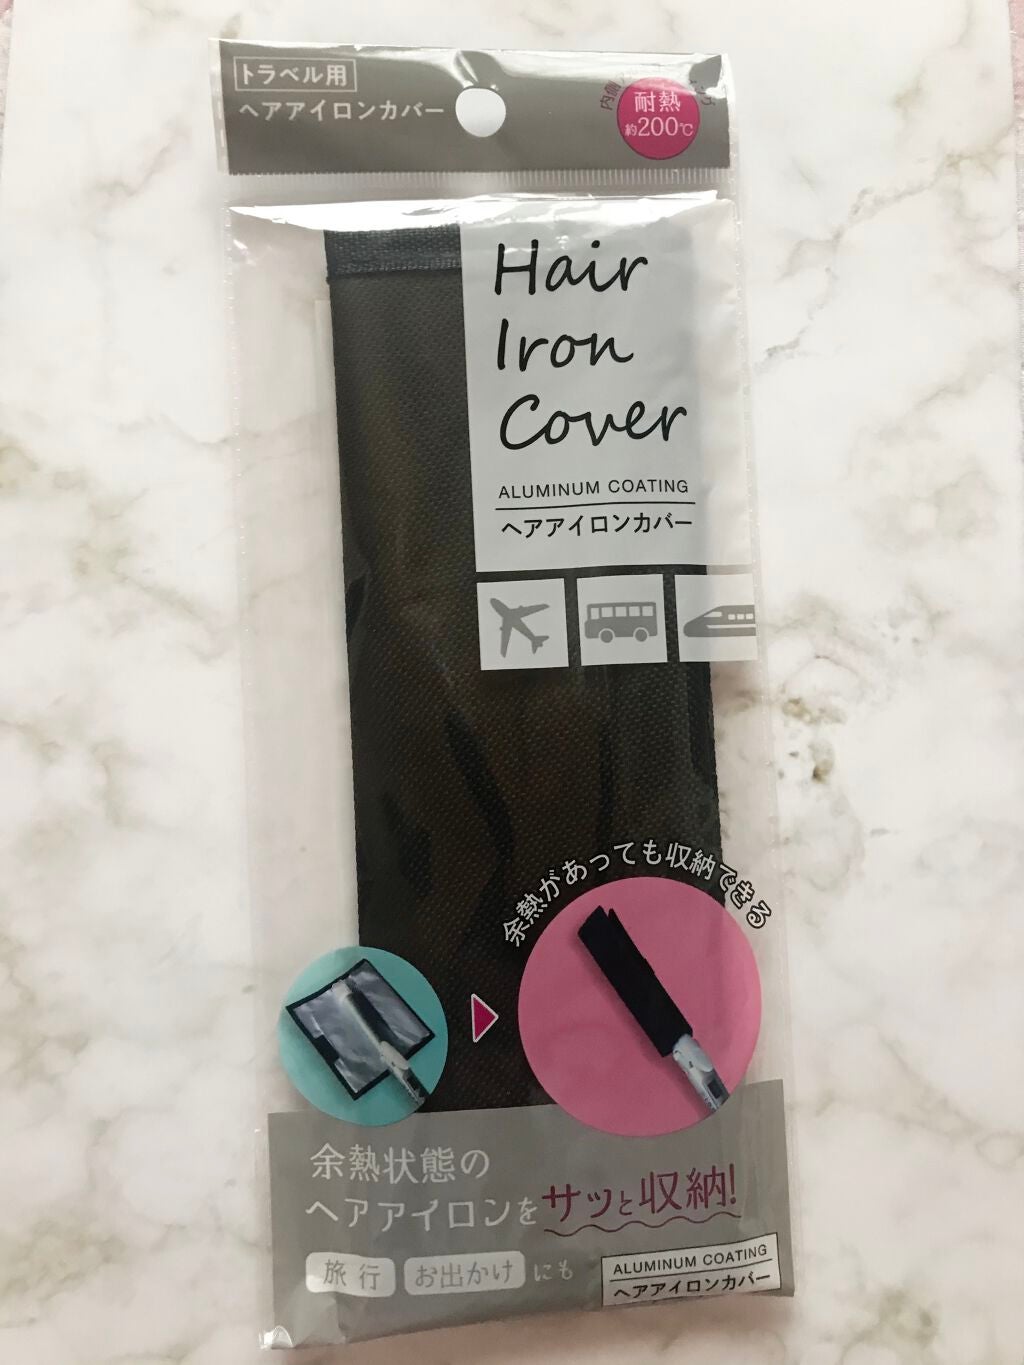 トラベル用
ヘアアイロンカバー
内側
耐熱
約200℃
Hair
Iron
Cover
ALUMINUM COATING
ヘアアイロンカバー
余熱があっても収納できる
余熱状態の
ヘアアイロンをサッと収納!
旅行 お出かけ にも
ALUMINUM COATING
ヘアアイロンカバー